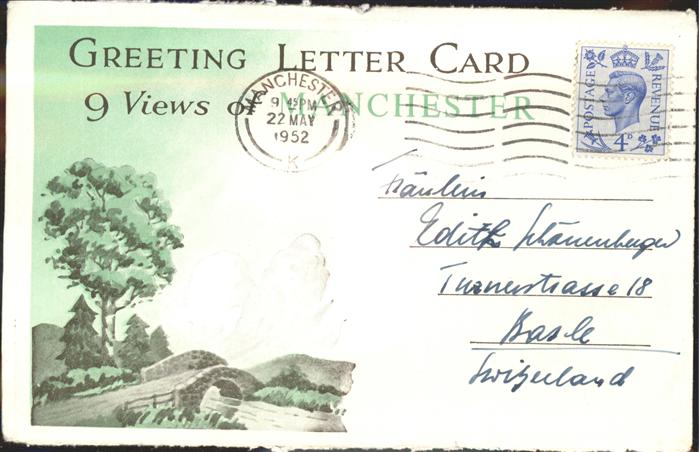 GREETING LETTER CARD
9 Views of MANCHESTER
MANCHESTER
9 45 PM
22 MAY
1952
K
POSTAGE
REVENUE
4D
Fräulein
Edith Schönenberger
Turnerstrasse 18
Basle
Switzerland